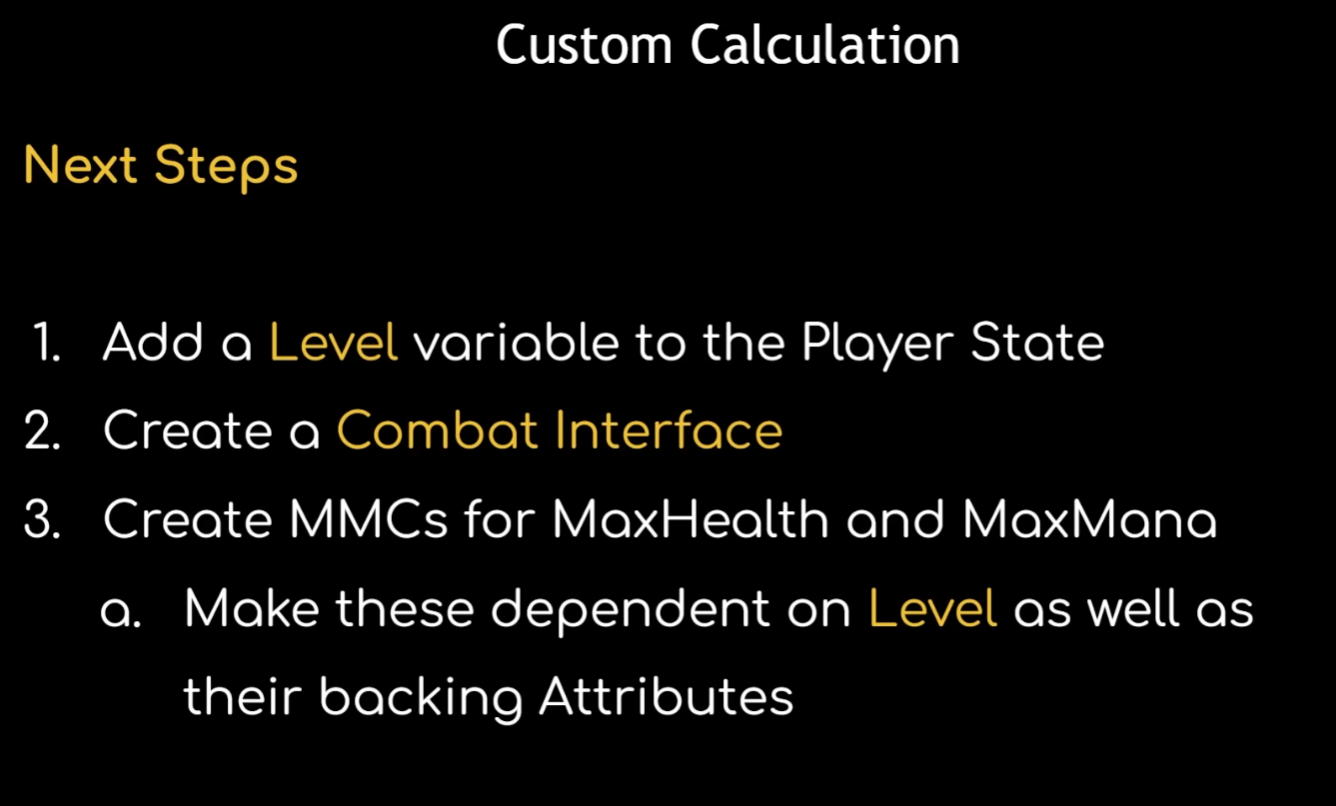 Custom Calculation
Next Steps
1. Add a Level variable to the Player State
2. Create a Combat Interface
3. Create MMCs for MaxHealth and MaxMana
a. Make these dependent on Level as well as
their backing Attributes